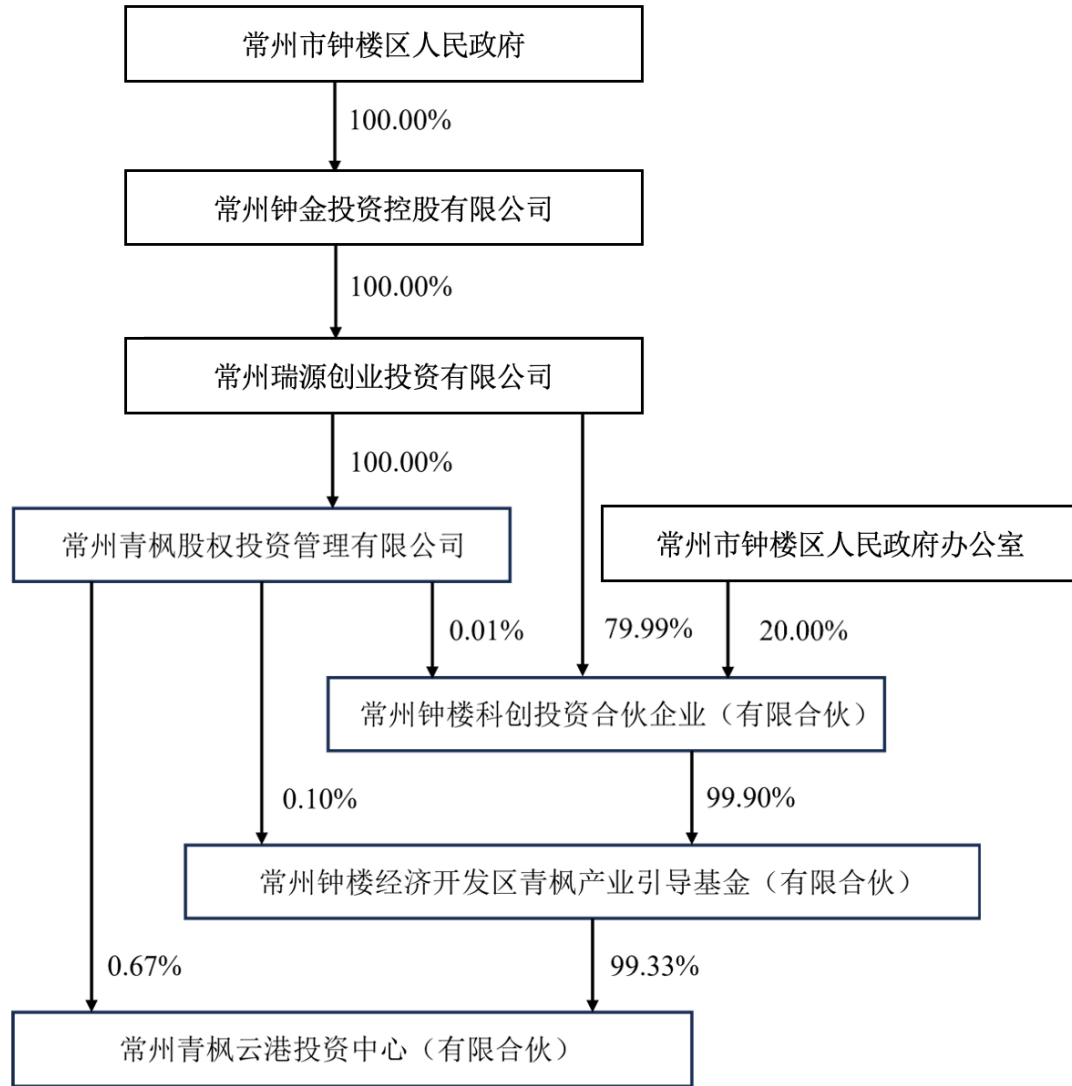 常州市钟楼区人民政府
100.00%
常州钟金投资控股有限公司
100.00%
常州瑞源创业投资有限公司
100.00%
常州青枫股权投资管理有限公司
常州市钟楼区人民政府办公室
0.01%
79.99%
20.00%
常州钟楼科创投资合伙企业（有限合伙）
0.10%
99.90%
常州钟楼经济开发区青枫产业引导基金（有限合伙）
0.67%
99.33%
常州青枫云港投资中心（有限合伙）